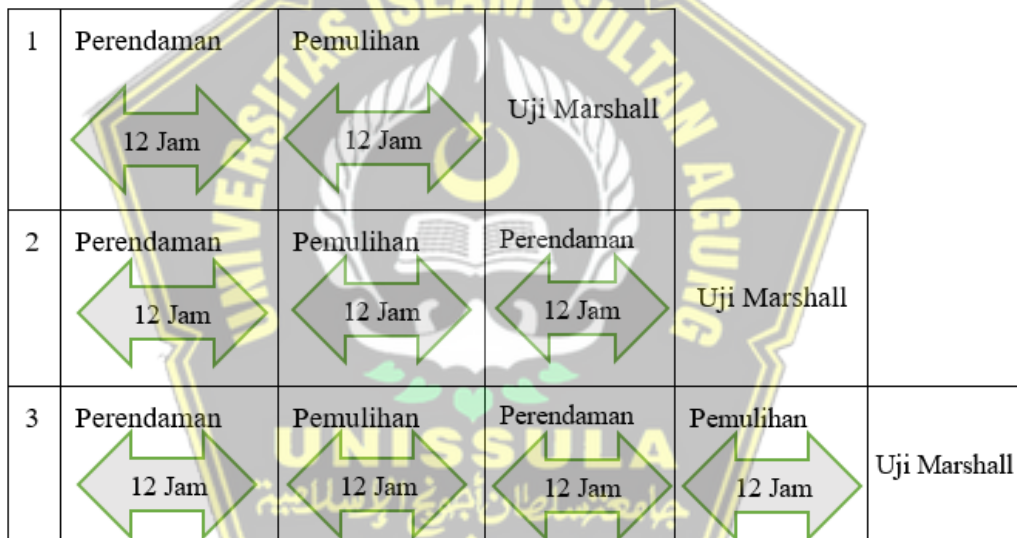 1 Perendaman Pemulihan
12 Jam 12 Jam Uji Marshall
2 Perendaman Pemulihan Perendaman
12 Jam 12 Jam 12 Jam Uji Marshall
3 Perendaman Pemulihan Perendaman Pemulihan
12 Jam 12 Jam 12 Jam 12 Jam Uji Marshall
UNIVERSITAS ISLAM SULTAN AGUNG
UNISSULA